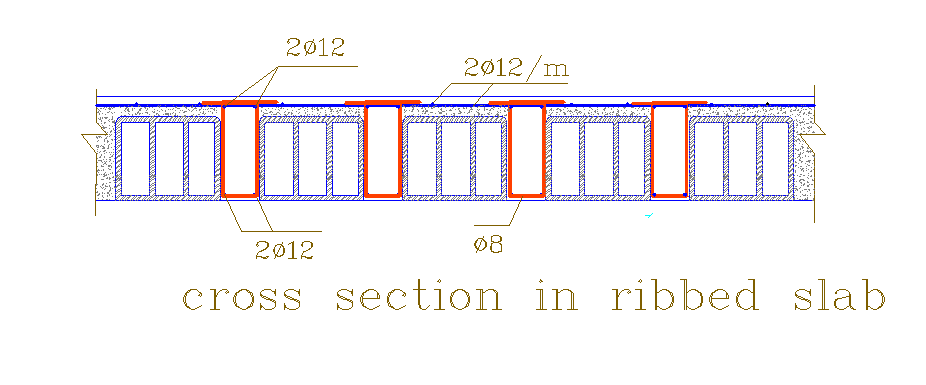 2ø12
2ø12/m
2ø12
ø8
cross section in ribbed slab